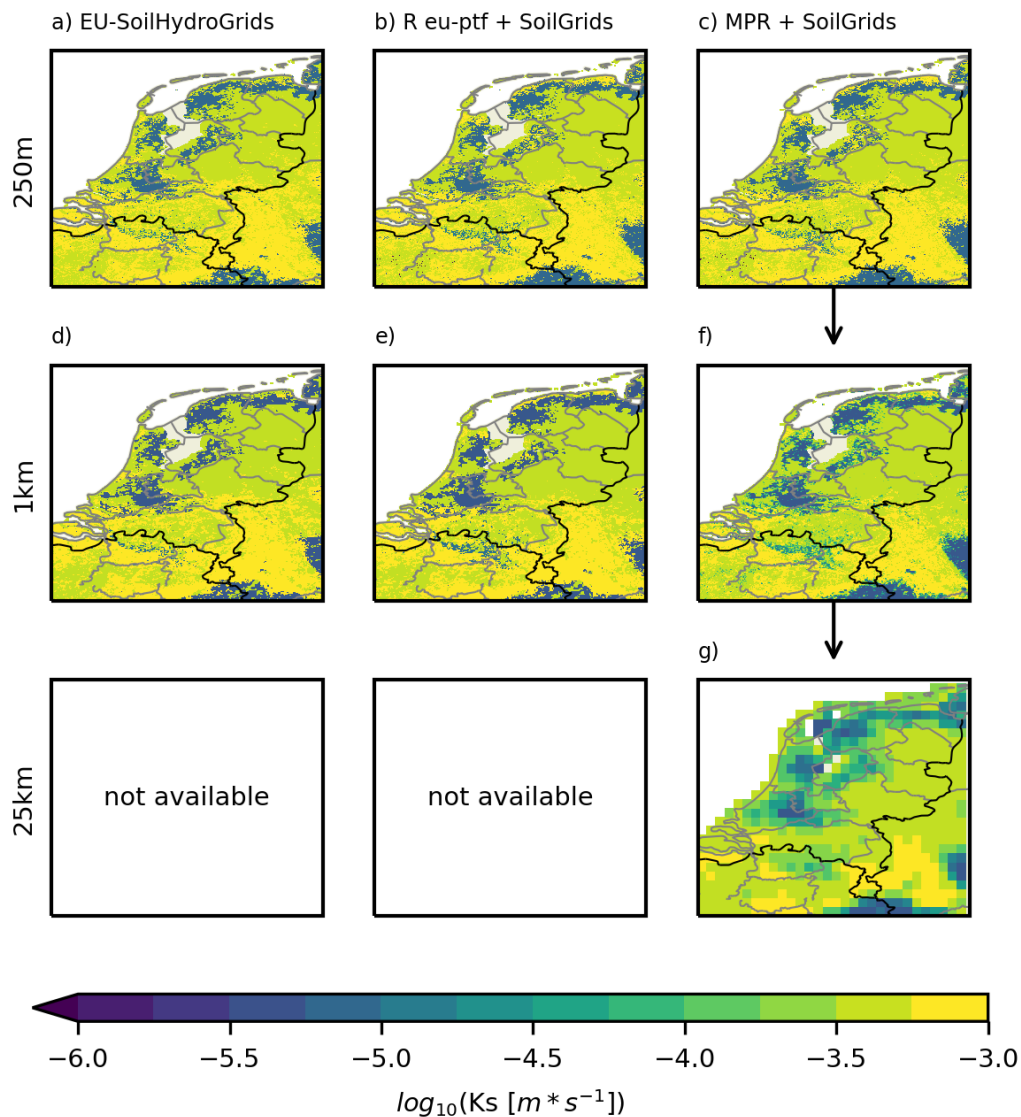 a) EU-SoilHydroGrids b) R eu-ptf + SoilGrids c) MPR + SoilGrids
250m
d) e) f)
1km
g)
25km
not available not available
−6.0 −5.5 −5.0 −4.5 −4.0 −3.5 −3.0
log₁₀(Ks [m * s⁻¹])